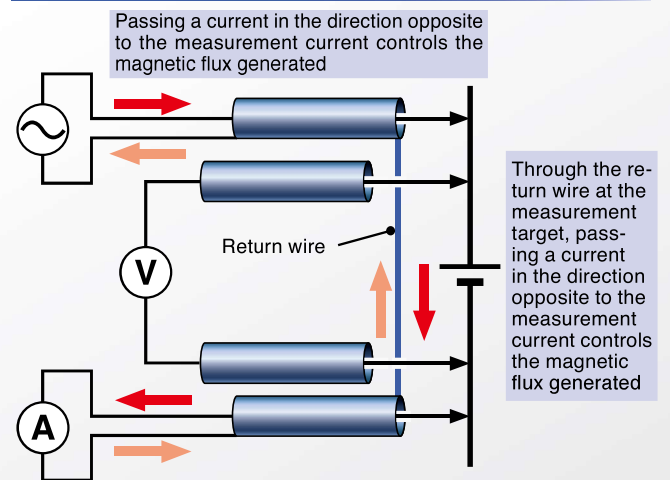 Passing a current in the direction opposite
to the measurement current controls the
magnetic flux generated
Through the re-
turn wire at the
measurement
target, pass-
ing a current
in the direction
opposite to the
measurement
current controls
the magnetic
flux generated
Return wire
V
A